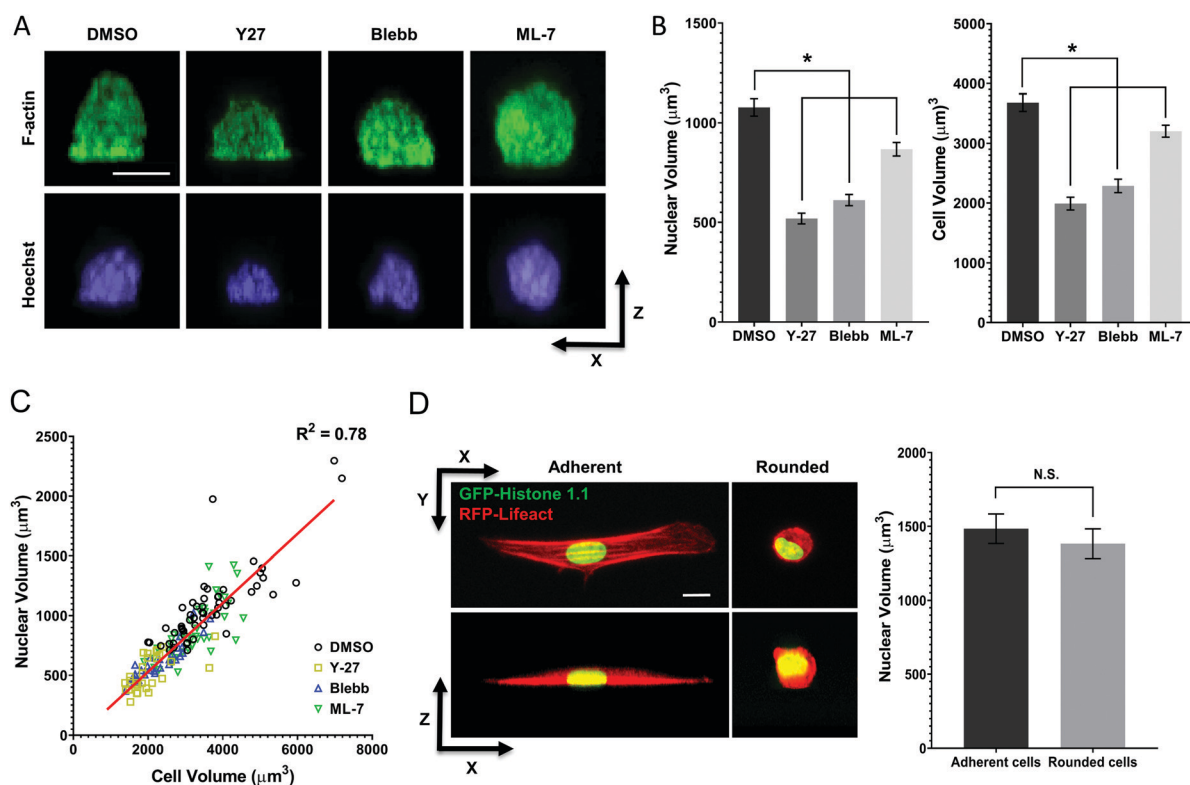 A
DMSO
Y27
Blebb
ML-7
F-actin
Hoechst
Z
X
B
Nuclear Volume (μm³)
1500
1000
500
0
*
DMSO
Y-27
Blebb
ML-7
Cell Volume (μm)³
5000
4000
3000
2000
1000
0
*
DMSO
Y-27
Blebb
ML-7
C
R² = 0.78
Nuclear Volume (μm³)
2500
2000
1500
1000
500
0
0
2000
4000
6000
8000
Cell Volume (μm³)
DMSO
Y-27
Blebb
ML-7
D
X
Y
Adherent
Rounded
GFP-Histone 1.1
RFP-Lifeact
Z
X
Nuclear Volume (μm³)
2000
1500
1000
500
0
N.S.
Adherent cells
Rounded cells